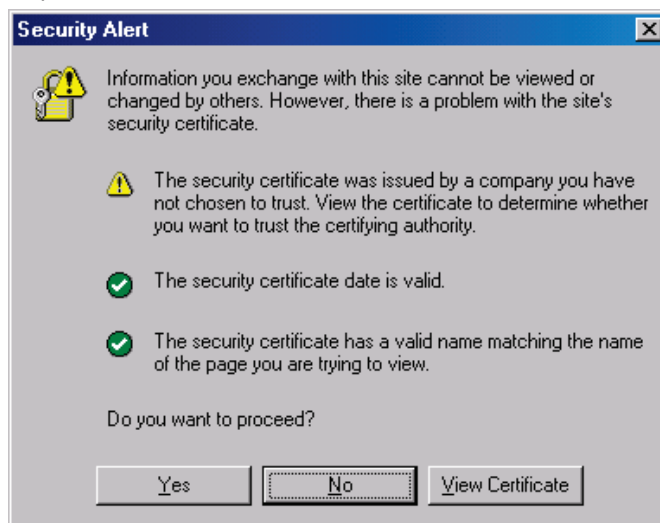 Security Alert
Information you exchange with this site cannot be viewed or
changed by others. However, there is a problem with the site's
security certificate.
The security certificate was issued by a company you have
not chosen to trust. View the certificate to determine whether
you want to trust the certifying authority.
The security certificate date is valid.
The security certificate has a valid name matching the name
of the page you are trying to view.
Do you want to proceed?
Yes No View Certificate